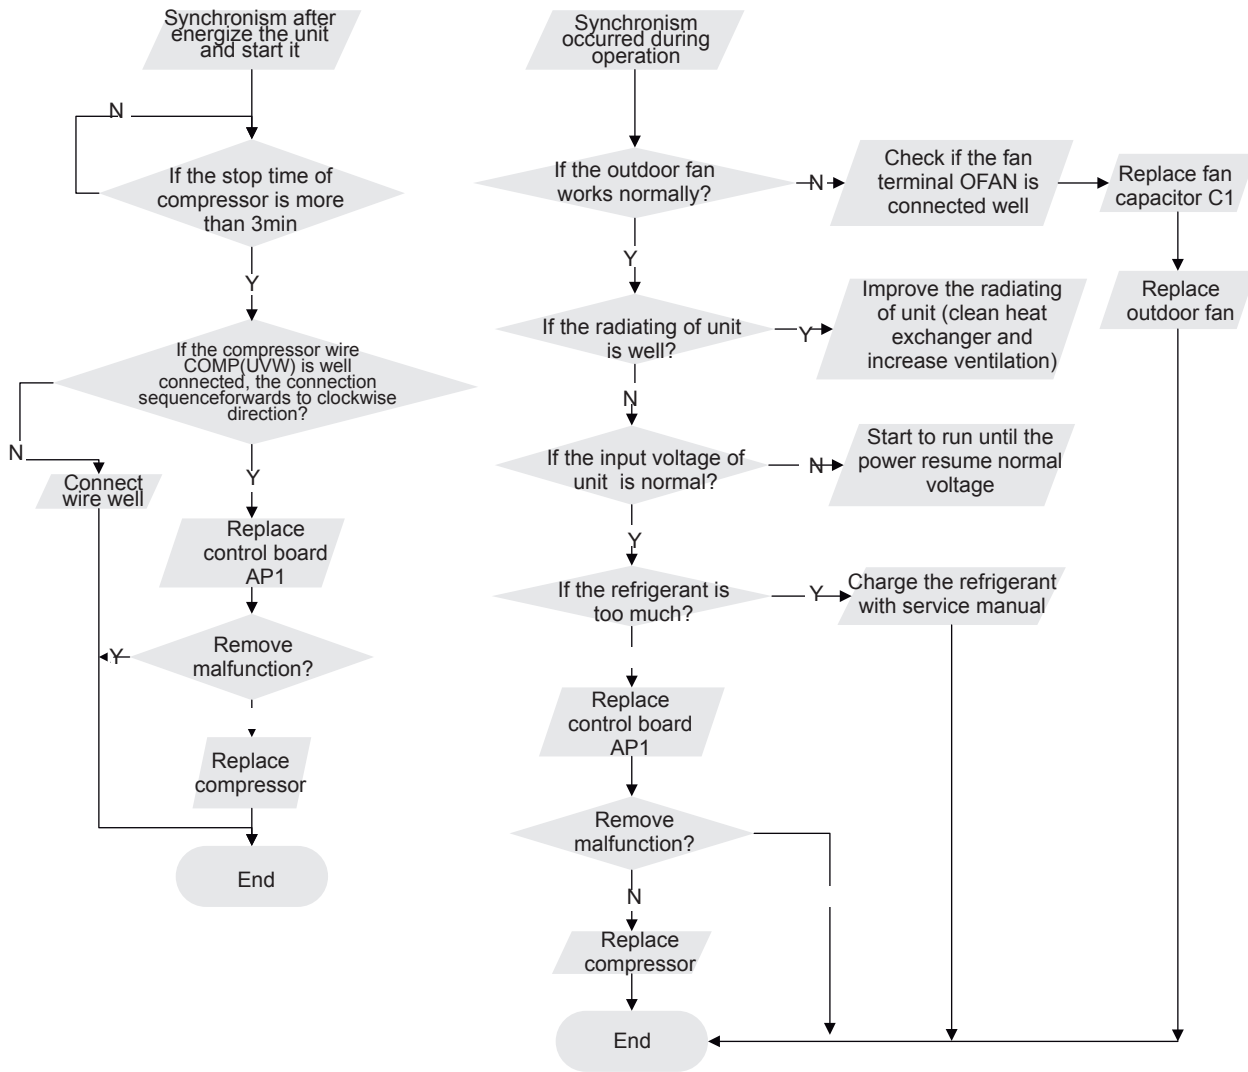 Synchronism after
energize the unit
and start it
N
If the stop time of
compressor is more
than 3min
Y
If the compressor wire
COMP(UVW) is well
connected, the connection
sequenceforwards to clockwise
direction?
N
Connect
wire well
Y
Replace
control board
AP1
Remove
malfunction?
Y
Replace
compressor
End
Synchronism
occurred during
operation
If the outdoor fan
works normally?
N
Check if the fan
terminal OFAN is
connected well
Replace fan
capacitor C1
Replace
outdoor fan
Y
If the radiating of unit
is well?
Y
Improve the radiating
of unit (clean heat
exchanger and
increase ventilation)
N
If the input voltage of
unit is normal?
N
Start to run until the
power resume normal
voltage
Y
If the refrigerant is
too much?
Y
Charge the refrigerant
with service manual
Replace
control board
AP1
Remove
malfunction?
N
Replace
compressor
End